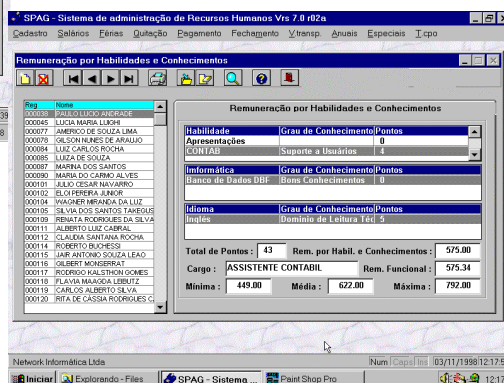 SPAG - Sistema de administração de Recursos Humanos Vrs 7.0 r02a
Cadastro Salários Férias Quitação Pagamento Fechamento V.transp. Anuais Especiais T.cpo
Remuneração por Habilidades e Conhecimentos
Reg Nome
000038 PAULO LUCIO ANDRADE
000045 LUCIA MARIA LUIGHI
000077 AMERICO DE SOUZA LIMA
000078 GILSON NUNES DE ARAUJO
000084 LUIZ CARLOS ROCHA
000085 LUIZA DE SOUZA
000087 MARINA DOS SANTOS
000090 MARIA DO CARMO ALVES
000101 JULIO CESAR NAVARRO
000102 ELOI PEREIRA JUNIOR
000104 WAGNER MIRANDA DA LUZ
000105 SILVIA DOS SANTOS TAKEGUS
000109 RENATA RODRIGUES DA SILVA
000111 ALBERTO LUIZ CABRAL
000112 CLAUDIA SANTANA ROCHA
000114 ROBERTO BUCHESSI
000115 JAIR ANTONIO SOUZA LEAO
000116 GILBERT MONSERRAT
000117 RODRIGO KALSTHON GOMES
000118 FLAVIA MAAGDA LEBUTZ
000119 CARLOS ALBERTO SILVA
000120 RITA DE CÁSSIA RODRIGUES C
Remuneração por Habilidades e Conhecimentos
Habilidade Grau de Conhecimento Pontos
Apresentações 0
CONTAB Suporte a Usuários 4
Informática Grau de Conhecimento Pontos
Banco de Dados DBF Bons Conhecimentos 0
Idioma Grau de Conhecimento Pontos
Inglês Domínio de Leitura Téc 5
Total de Pontos : 43 Rem. por Habil. e Conhecimentos : 575.00
Cargo : ASSISTENTE CONTABIL Rem. Funcional : 575.34
Mínima : 449.00 Média : 622.00 Máxima : 792.00
Network Informática Ltda Num Caps Ins 03/11/1998 12:17:5
Iniciar Explorando - Files SPAG - Sistema ... Paint Shop Pro 12:17